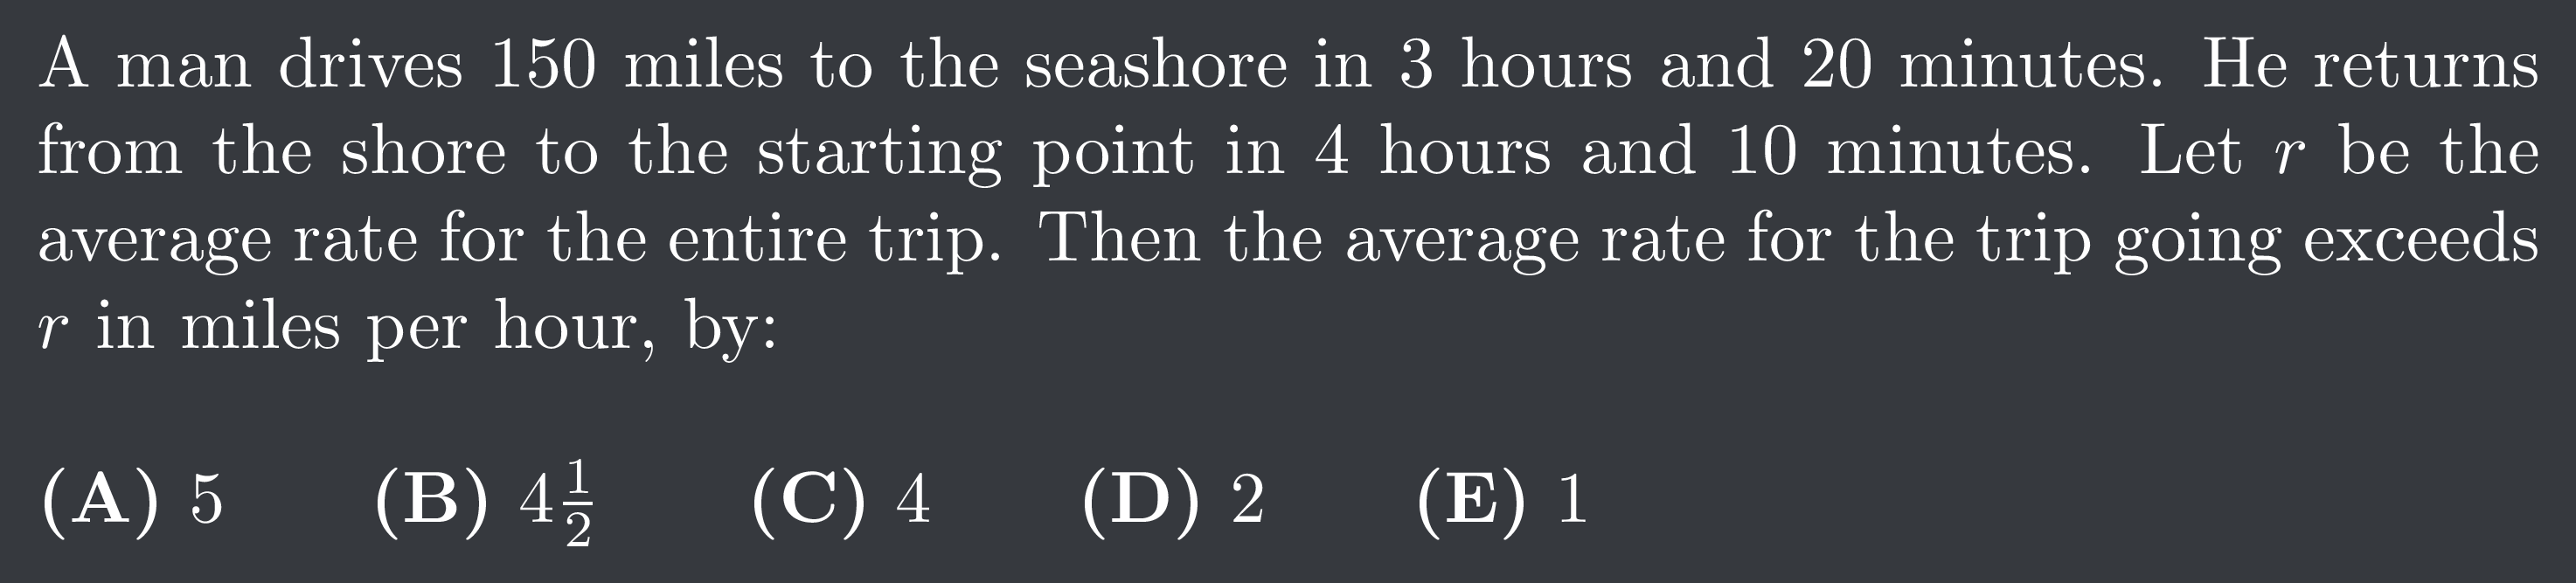 A man drives 150 miles to the seashore in 3 hours and 20 minutes. He returns
from the shore to the starting point in 4 hours and 10 minutes. Let r be the
average rate for the entire trip. Then the average rate for the trip going exceeds
r in miles per hour, by:
(A) 5 (B) 4 1/2 (C) 4 (D) 2 (E) 1